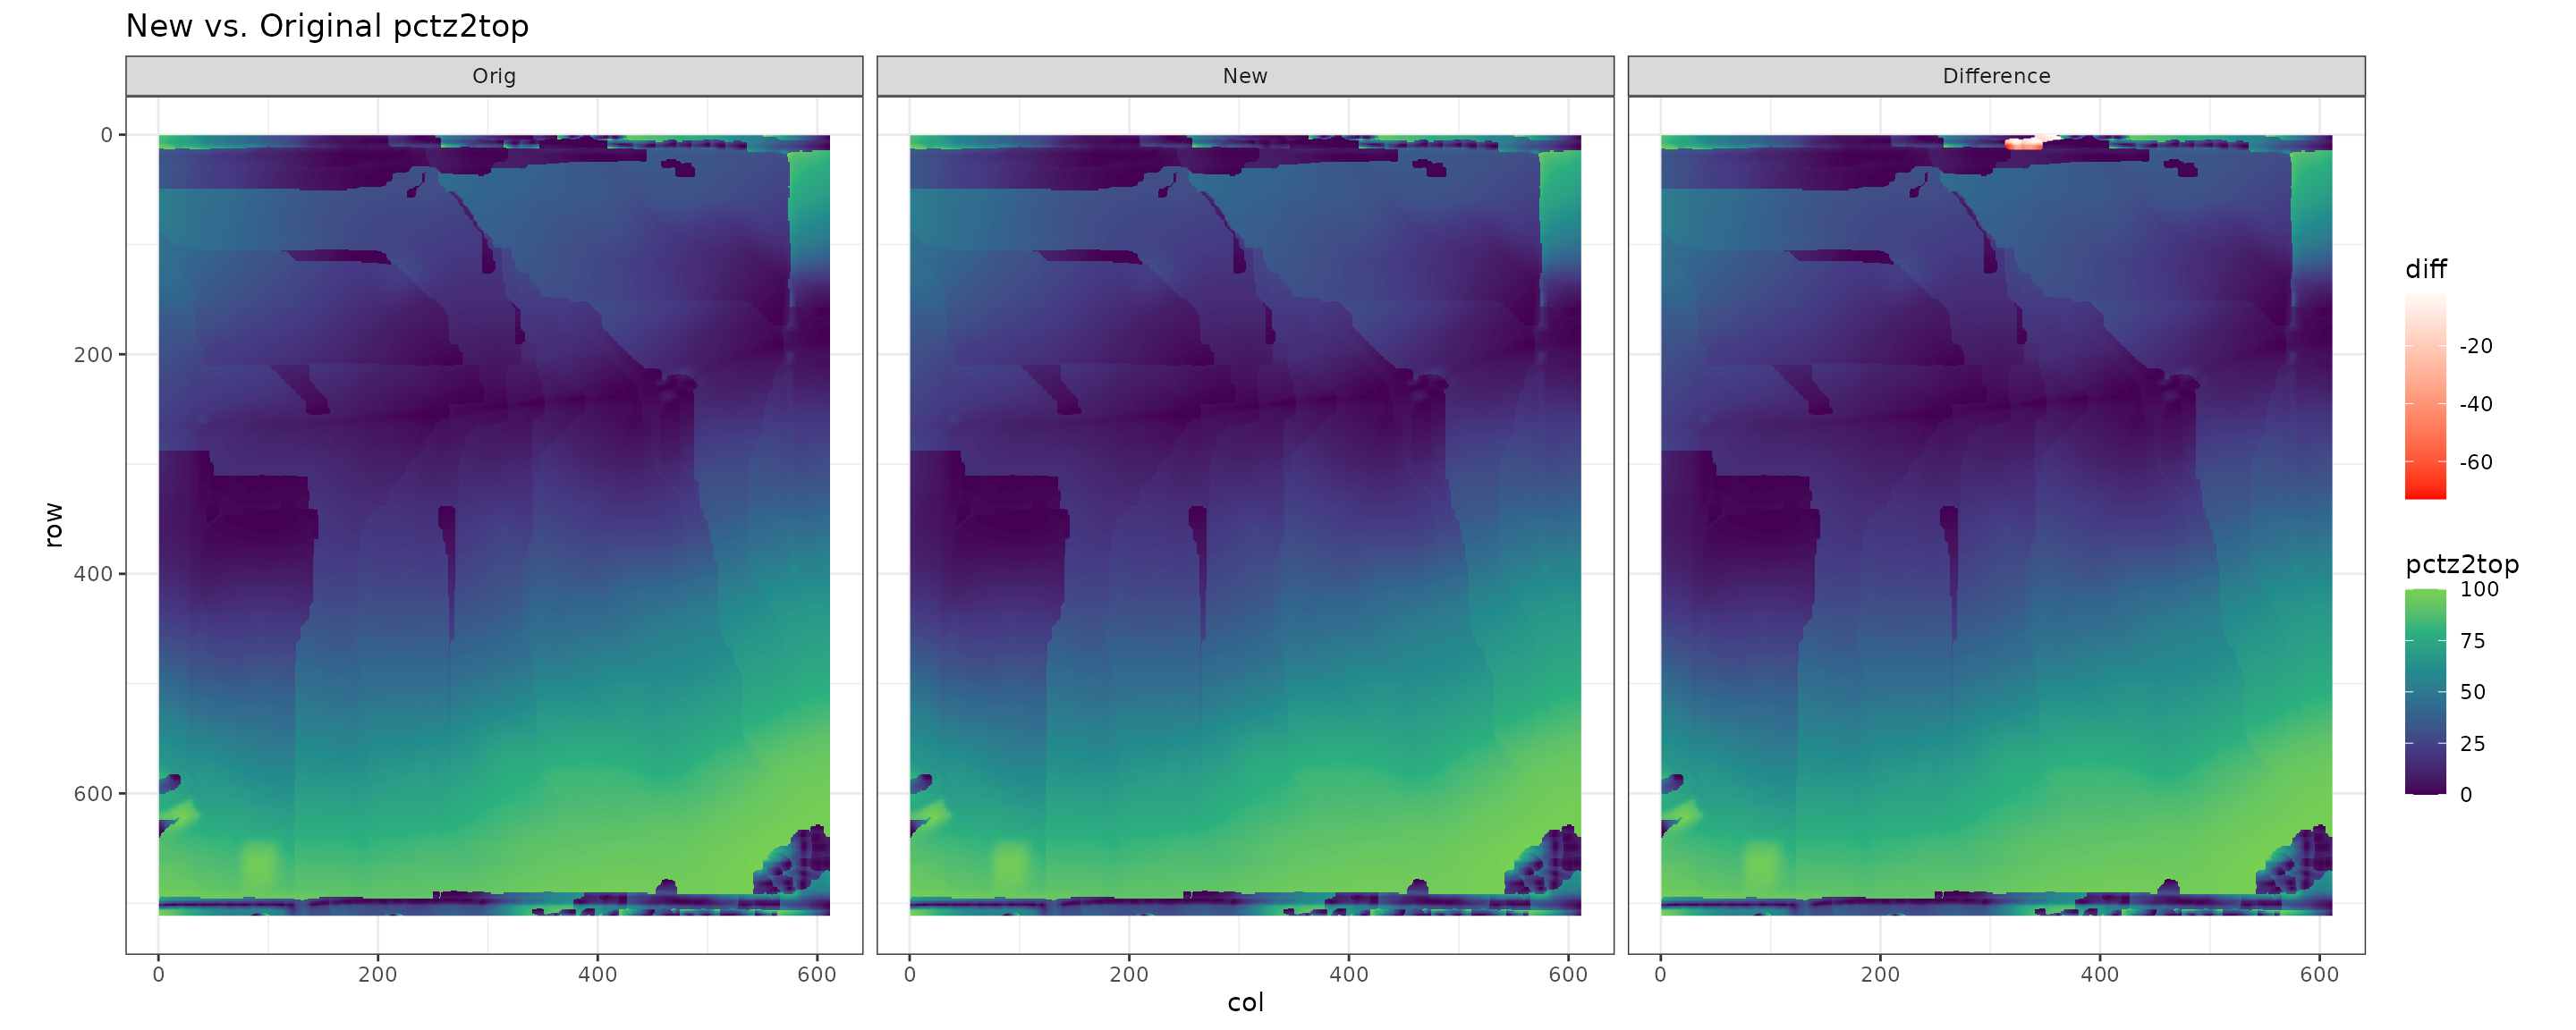 New vs. Original pctz2top
Orig New Difference
0
200
400
600
row
0 200 400 600 0 200 400 600 0 200 400 600
col
diff
-20
-40
-60
pctz2top
100
75
50
25
0